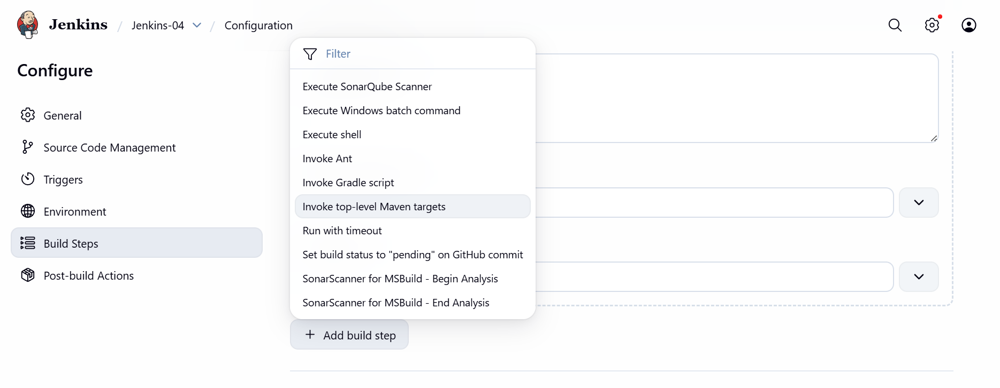 Jenkins / Jenkins-04 / Configuration
Configure
General
Source Code Management
Triggers
Environment
Build Steps
Post-build Actions
Filter
Execute SonarQube Scanner
Execute Windows batch command
Execute shell
Invoke Ant
Invoke Gradle script
Invoke top-level Maven targets
Run with timeout
Set build status to "pending" on GitHub commit
SonarScanner for MSBuild - Begin Analysis
SonarScanner for MSBuild - End Analysis
+ Add build step